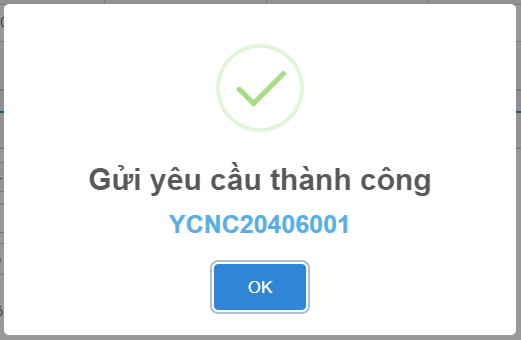 Gửi yêu cầu thành công
YCNC20406001
OK